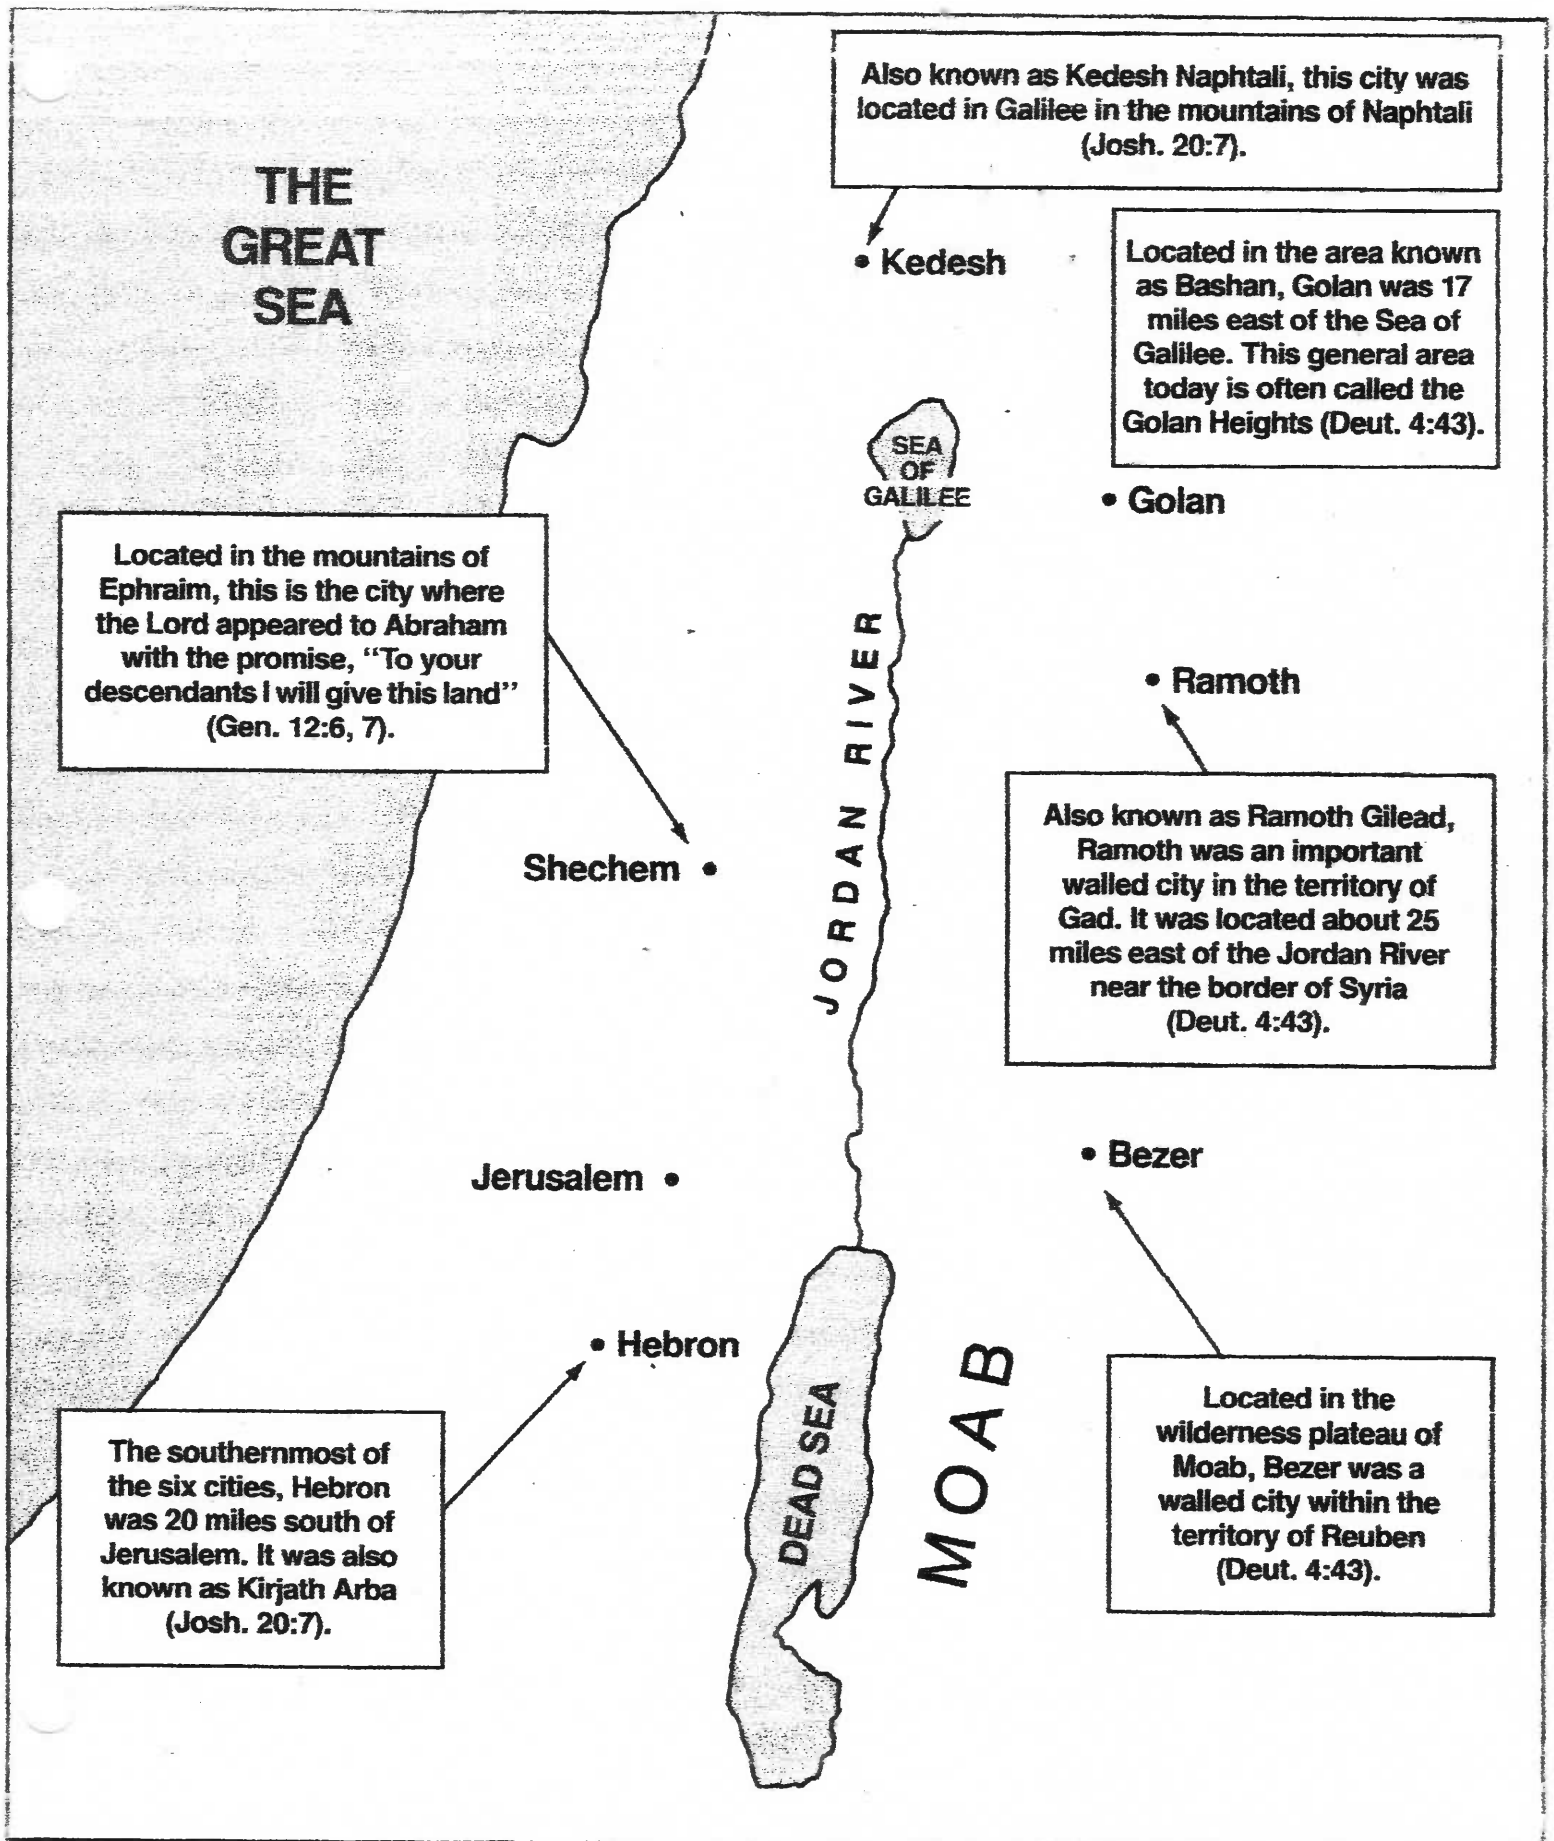 Also known as Kedesh Naphtali, this city was
located in Galilee in the mountains of Naphtali
(Josh. 20:7).
THE
GREAT
SEA
• Kedesh
Located in the area known
as Bashan, Golan was 17
miles east of the Sea of
Galilee. This general area
today is often called the
Golan Heights (Deut. 4:43).
SEA
OF
GALILEE
• Golan
Located in the mountains of
Ephraim, this is the city where
the Lord appeared to Abraham
with the promise, “To your
descendants I will give this land”
(Gen. 12:6, 7).
JORDAN RIVER
• Ramoth
Also known as Ramoth Gilead,
Ramoth was an important
walled city in the territory of
Gad. It was located about 25
miles east of the Jordan River
near the border of Syria
(Deut. 4:43).
Shechem •
• Bezer
Jerusalem •
• Hebron
MOAB
DEAD SEA
Located in the
wilderness plateau of
Moab, Bezer was a
walled city within the
territory of Reuben
(Deut. 4:43).
The southernmost of
the six cities, Hebron
was 20 miles south of
Jerusalem. It was also
known as Kirjath Arba
(Josh. 20:7).